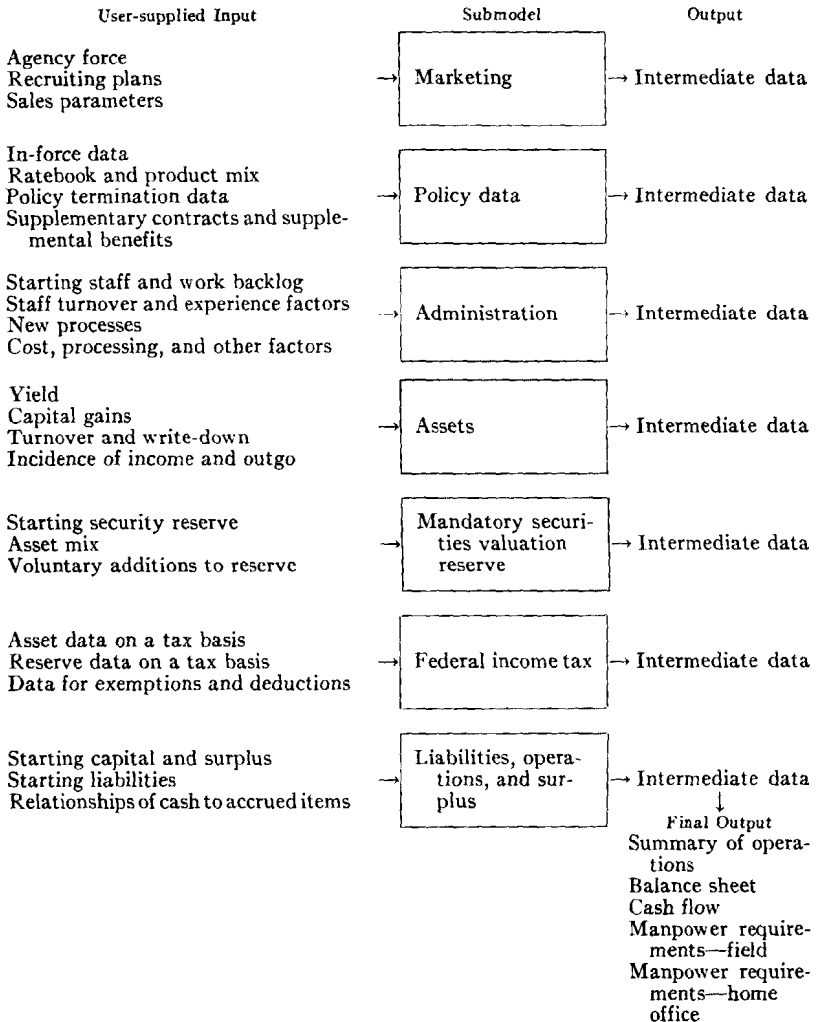 User-supplied Input
Submodel
Output
Agency force
Recruiting plans
Sales parameters
→
Marketing
→ Intermediate data
In-force data
Ratebook and product mix
Policy termination data
Supplementary contracts and supple-
mental benefits
→
Policy data
→ Intermediate data
Starting staff and work backlog
Staff turnover and experience factors
New processes
Cost, processing, and other factors
→
Administration
→ Intermediate data
Yield
Capital gains
Turnover and write-down
Incidence of income and outgo
→
Assets
→ Intermediate data
Starting security reserve
Asset mix
Voluntary additions to reserve
→
Mandatory securi-
ties valuation
reserve
→ Intermediate data
Asset data on a tax basis
Reserve data on a tax basis
Data for exemptions and deductions
→
Federal income tax
→ Intermediate data
Starting capital and surplus
Starting liabilities
Relationships of cash to accrued items
→
Liabilities, opera-
tions, and sur-
plus
→ Intermediate data
↓
Final Output
Summary of opera-
tions
Balance sheet
Cash flow
Manpower require-
ments—field
Manpower require-
ments—home
office